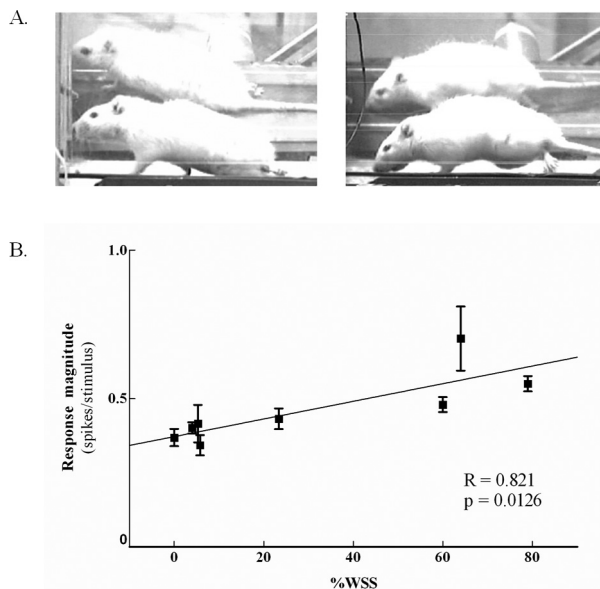 A.
B.
1.0
0.5
0
Response magnitude
(spikes/stimulus)
R = 0.821
p = 0.0126
0
20
40
60
80
%WSS